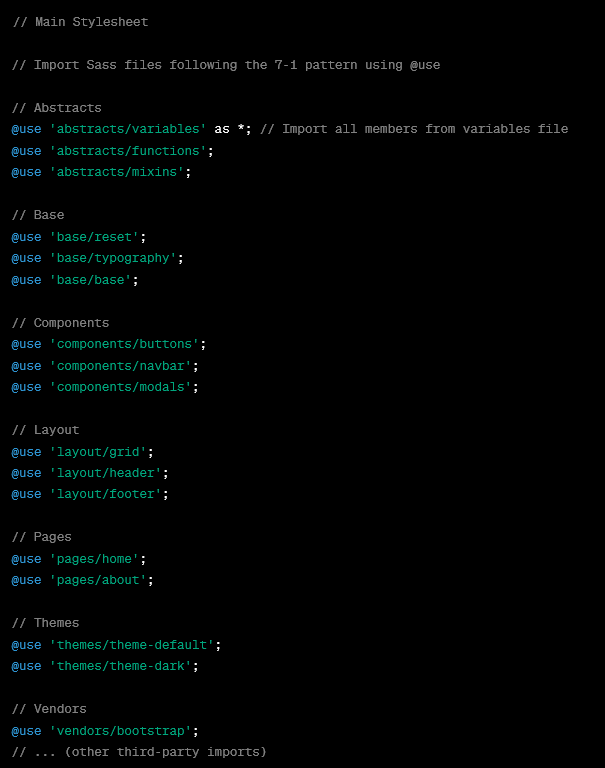 // Main Stylesheet
// Import Sass files following the 7-1 pattern using @use
// Abstracts
@use 'abstracts/variables' as *; // Import all members from variables file
@use 'abstracts/functions';
@use 'abstracts/mixins';
// Base
@use 'base/reset';
@use 'base/typography';
@use 'base/base';
// Components
@use 'components/buttons';
@use 'components/navbar';
@use 'components/modals';
// Layout
@use 'layout/grid';
@use 'layout/header';
@use 'layout/footer';
// Pages
@use 'pages/home';
@use 'pages/about';
// Themes
@use 'themes/theme-default';
@use 'themes/theme-dark';
// Vendors
@use 'vendors/bootstrap';
// ... (other third-party imports)